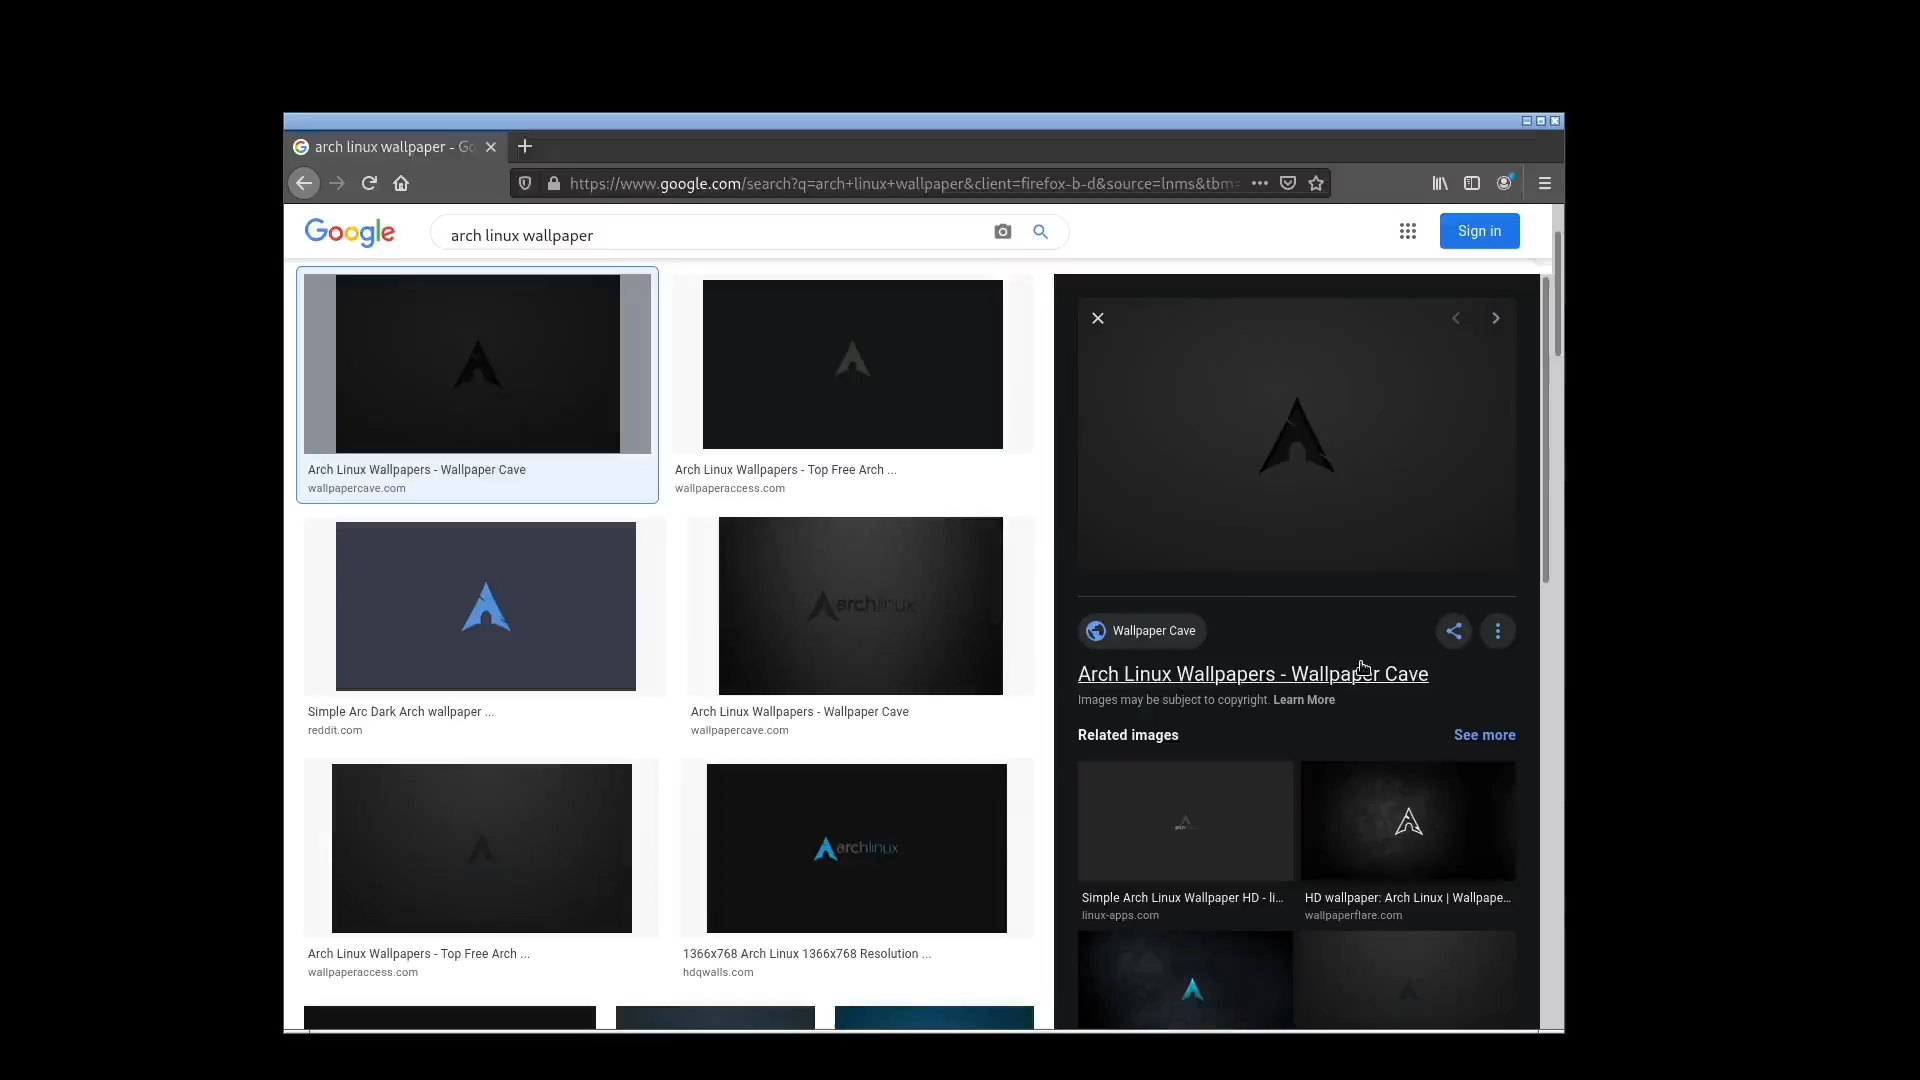 arch linux wallpaper - Go
https://www.google.com/search?q=arch+linux+wallpaper&client=firefox-b-d&source=lnms&tbm=
Google
arch linux wallpaper
Sign in
Arch Linux Wallpapers - Wallpaper Cave
wallpapercave.com
Arch Linux Wallpapers - Top Free Arch ...
wallpaperaccess.com
archlinux
Simple Arc Dark Arch wallpaper ...
reddit.com
Arch Linux Wallpapers - Wallpaper Cave
wallpapercave.com
archlinux
Arch Linux Wallpapers - Top Free Arch ...
wallpaperaccess.com
1366x768 Arch Linux 1366x768 Resolution ...
hdqwalls.com
Wallpaper Cave
Arch Linux Wallpapers - Wallpaper Cave
Images may be subject to copyright. Learn More
Related images
See more
Simple Arch Linux Wallpaper HD - li...
linux-apps.com
HD wallpaper: Arch Linux | Wallpape...
wallpaperflare.com